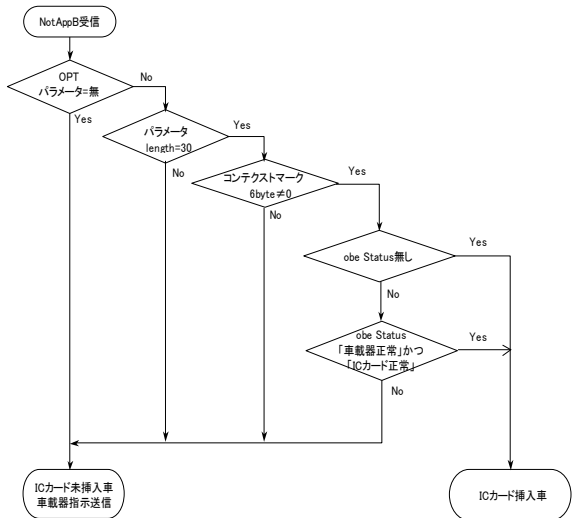 NotAppB受信
OPT
パラメータ=無
No
Yes
パラメータ
length=30
Yes
No
コンテクストマーク
6byte≠0
Yes
No
obe Status無し
Yes
No
obe Status
「車載器正常」かつ
「ICカード正常」
Yes
No
ICカード未挿入車
車載器指示送信
ICカード挿入車